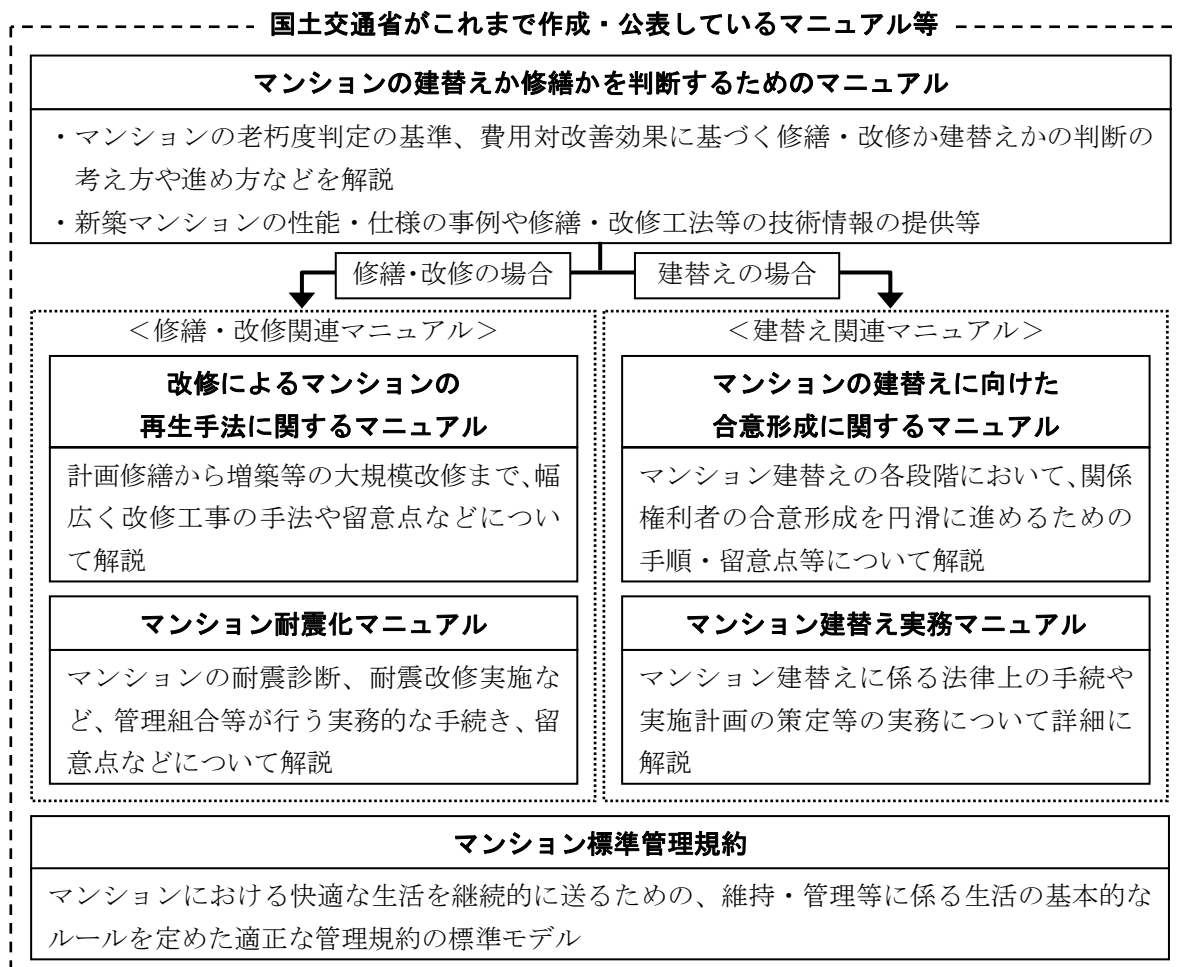 国土交通省がこれまで作成・公表しているマニュアル等
マンションの建替えか修繕かを判断するためのマニュアル
・マンションの老朽度判定の基準、費用対改善効果に基づく修繕・改修か建替えかの判断の
考え方や進め方などを解説
・新築マンションの性能・仕様の事例や修繕・改修工法等の技術情報の提供等
修繕・改修の場合
建替えの場合
＜修繕・改修関連マニュアル＞
改修によるマンションの
再生手法に関するマニュアル
計画修繕から増築等の大規模改修まで、幅
広く改修工事の手法や留意点などについ
て解説
マンション耐震化マニュアル
マンションの耐震診断、耐震改修実施な
ど、管理組合等が行う実務的な手続き、留
意点などについて解説
＜建替え関連マニュアル＞
マンションの建替えに向けた
合意形成に関するマニュアル
マンション建替えの各段階において、関係
権利者の合意形成を円滑に進めるための
手順・留意点等について解説
マンション建替え実務マニュアル
マンション建替えに係る法律上の手続や
実施計画の策定等の実務について詳細に
解説
マンション標準管理規約
マンションにおける快適な生活を継続的に送るための、維持・管理等に係る生活の基本的な
ルールを定めた適正な管理規約の標準モデル